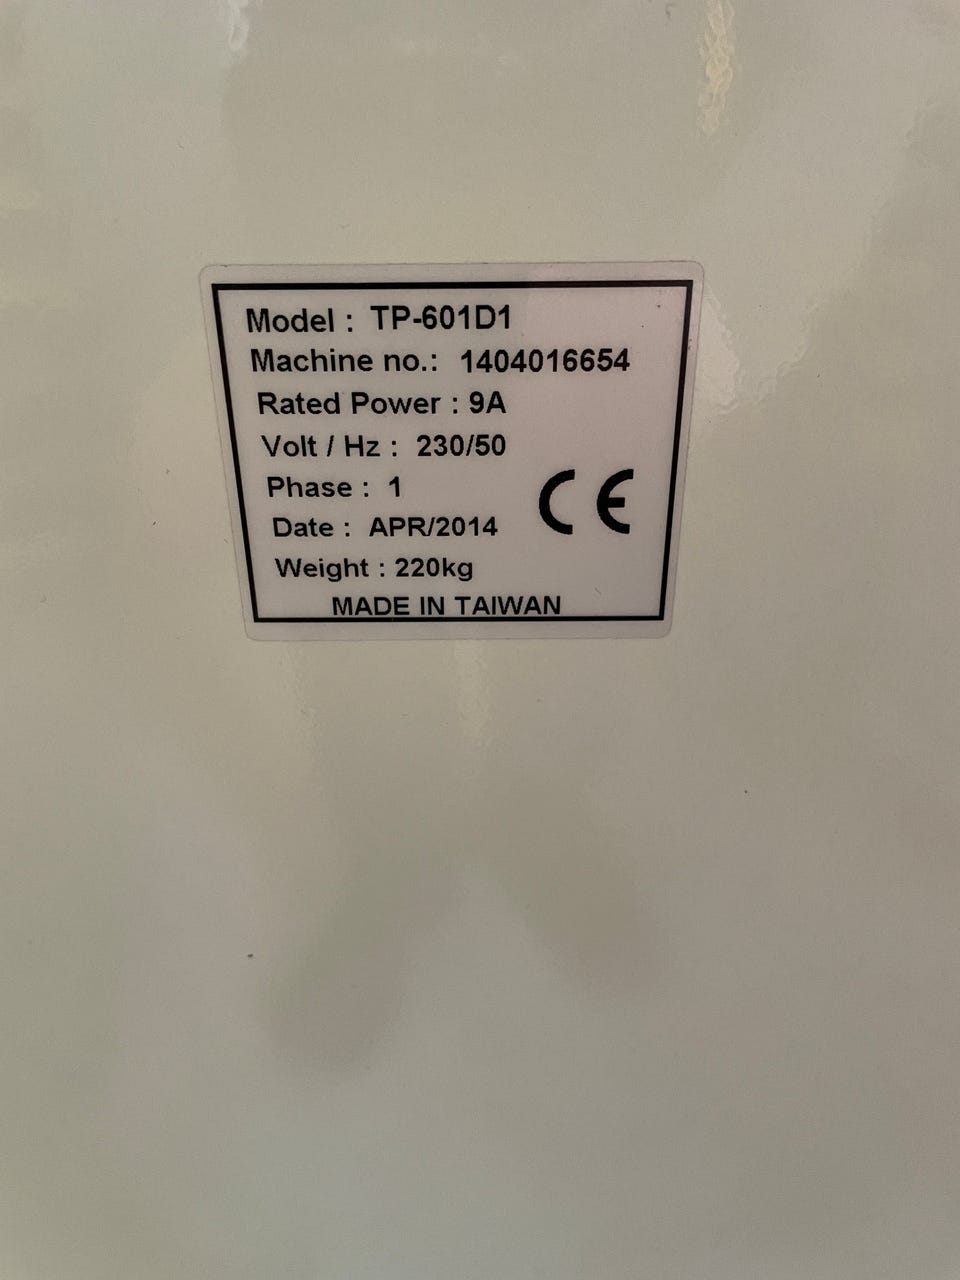 Model : TP-601D1
Machine no.: 1404016654
Rated Power : 9A
Volt / Hz : 230/50
Phase : 1
CE
Date : APR/2014
Weight : 220kg
MADE IN TAIWAN